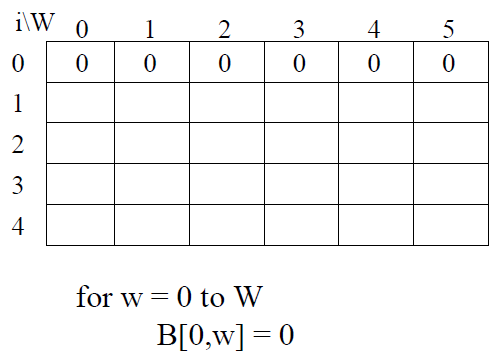 i\W 0 1 2 3 4 5
0 0 0 0 0 0 0
1
2
3
4
for w = 0 to W
B[0,w] = 0